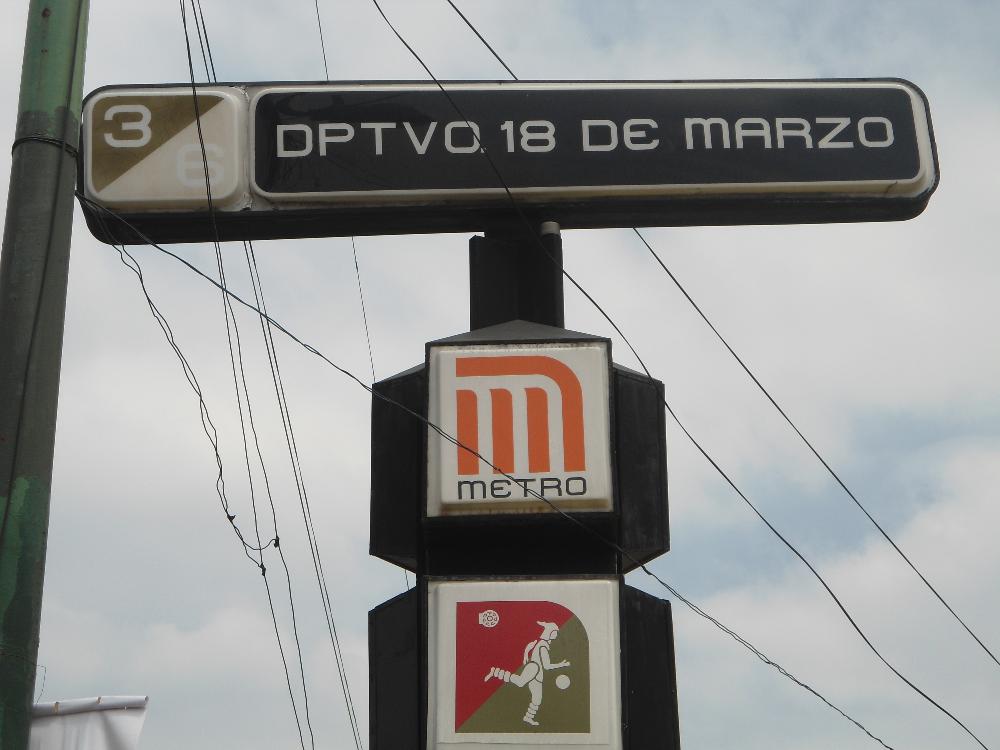 3
6
DPTVO. 18 DE MARZO
METRO